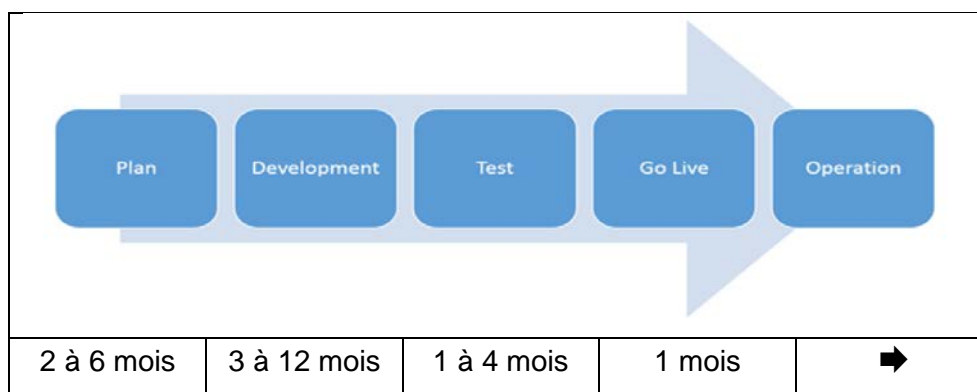 Plan Development Test Go Live Operation
2 à 6 mois 3 à 12 mois 1 à 4 mois 1 mois 🡆